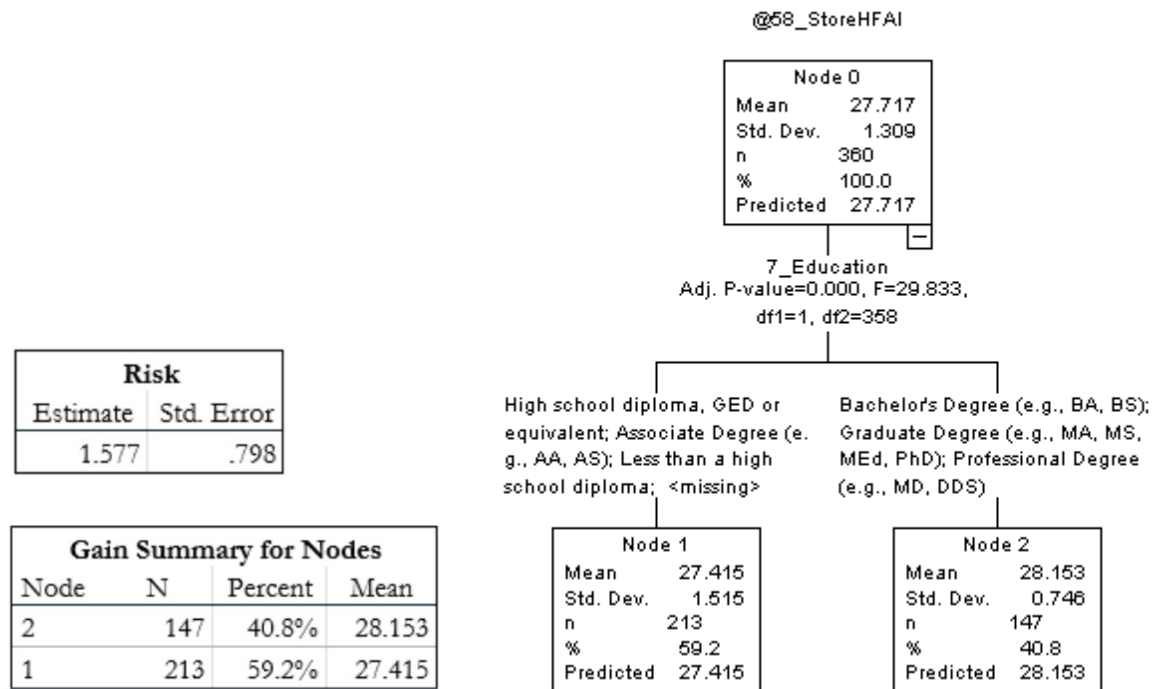 @58_StoreHFAI
Node 0
Mean 27.717
Std. Dev. 1.309
n 360
% 100.0
Predicted 27.717
7_Education
Adj. P-value=0.000, F=29.833,
df1=1, df2=358
High school diploma, GED or
equivalent; Associate Degree (e.
g., AA, AS); Less than a high
school diploma; <missing>
Bachelor's Degree (e.g., BA, BS);
Graduate Degree (e.g., MA, MS,
MEd, PhD); Professional Degree
(e.g., MD, DDS)
Node 1
Mean 27.415
Std. Dev. 1.515
n 213
% 59.2
Predicted 27.415
Node 2
Mean 28.153
Std. Dev. 0.746
n 147
% 40.8
Predicted 28.153
Risk
Estimate Std. Error
1.577 .798
Gain Summary for Nodes
Node N Percent Mean
2 147 40.8% 28.153
1 213 59.2% 27.415